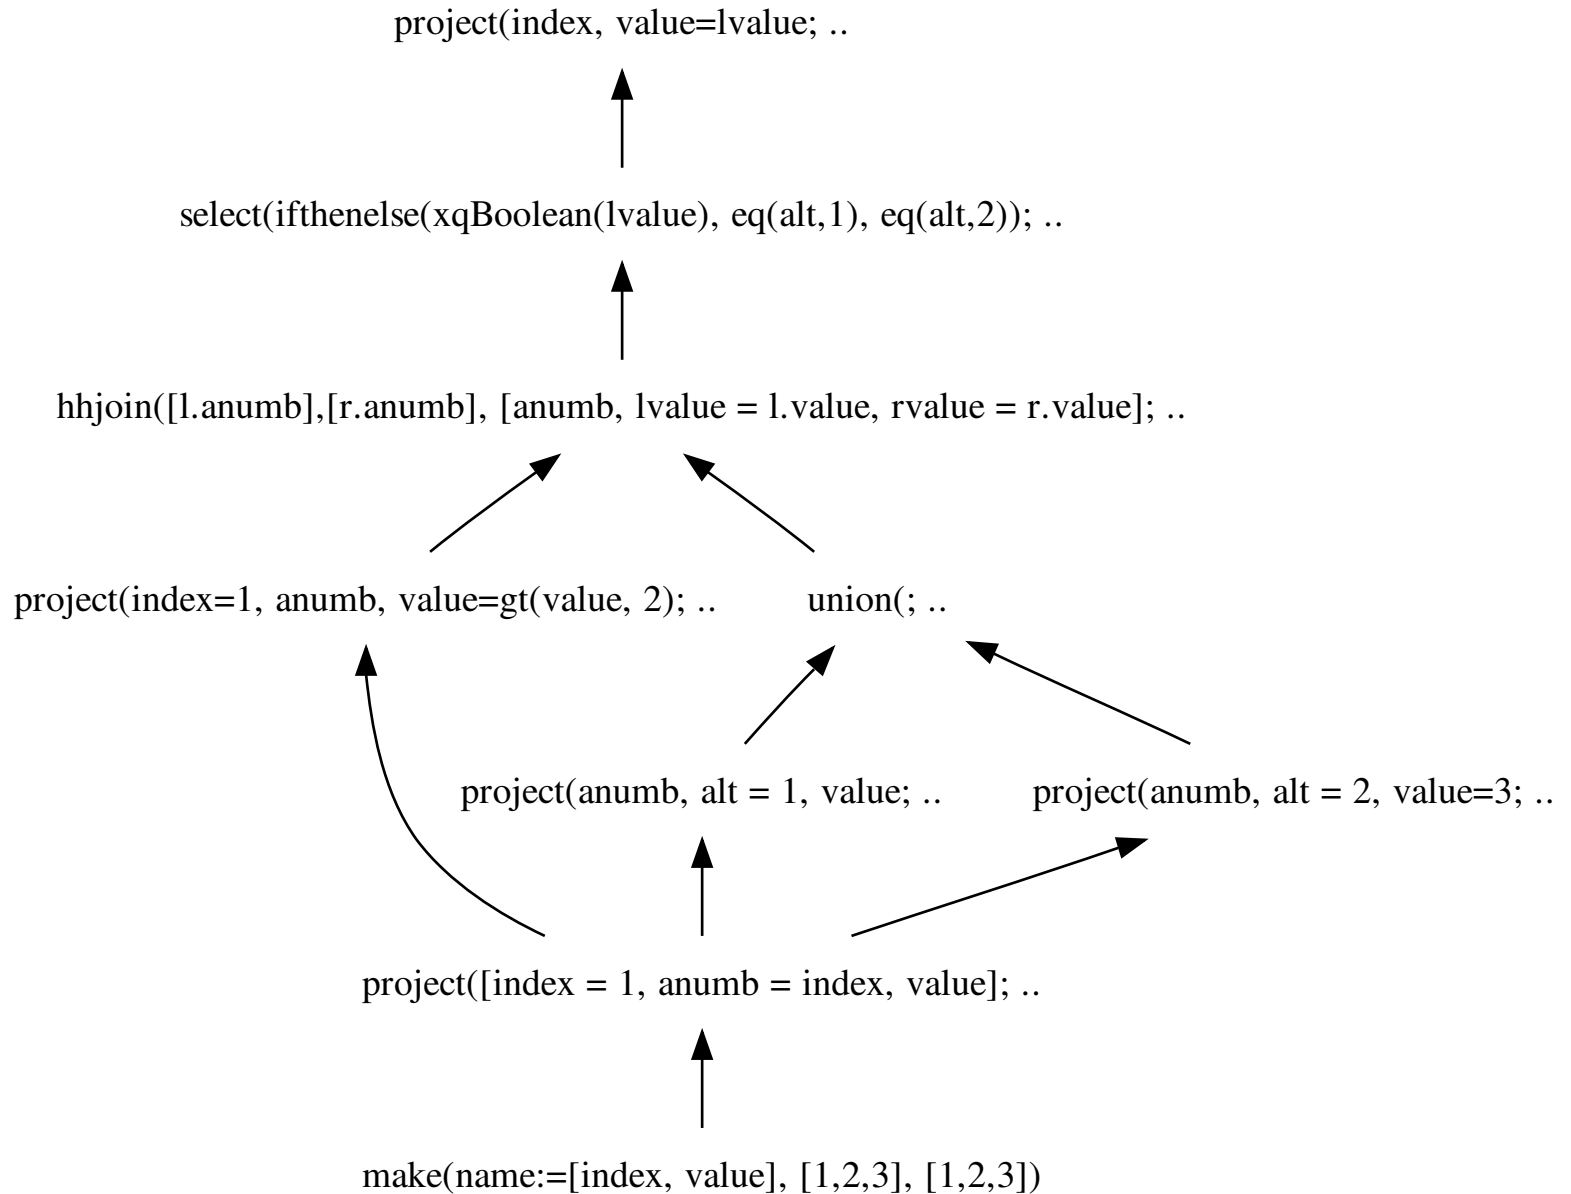 project(index, value=lvalue; ..
select(ifthenelse(xqBoolean(lvalue), eq(alt,1), eq(alt,2)); ..
hhjoin([l.anumb],[r.anumb], [anumb, lvalue = l.value, rvalue = r.value]; ..
project(index=1, anumb, value=gt(value, 2); ..
union(; ..
project(anumb, alt = 1, value; ..
project(anumb, alt = 2, value=3; ..
project([index = 1, anumb = index, value]; ..
make(name:=[index, value], [1,2,3], [1,2,3])